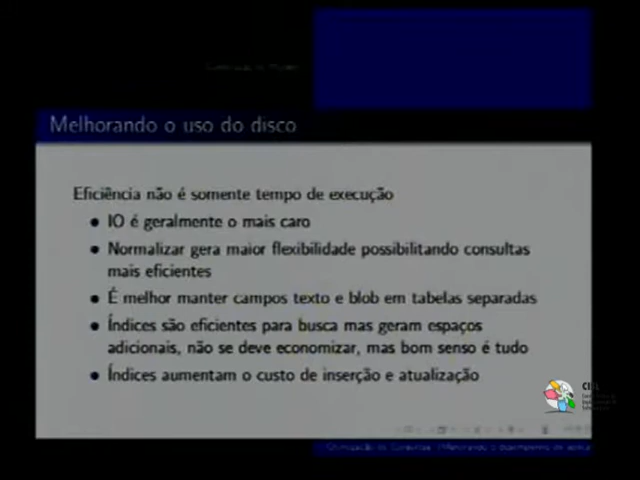 Melhorando o uso do disco
Eficiência não é somente tempo de execução
• IO é geralmente o mais caro
• Normalizar gera maior flexibilidade possibilitando consultas
mais eficientes
• É melhor manter campos texto e blob em tabelas separadas
• Índices são eficientes para busca mas geram espaços
adicionais, não se deve economizar, mas bom senso é tudo
• Índices aumentam o custo de inserção e atualização